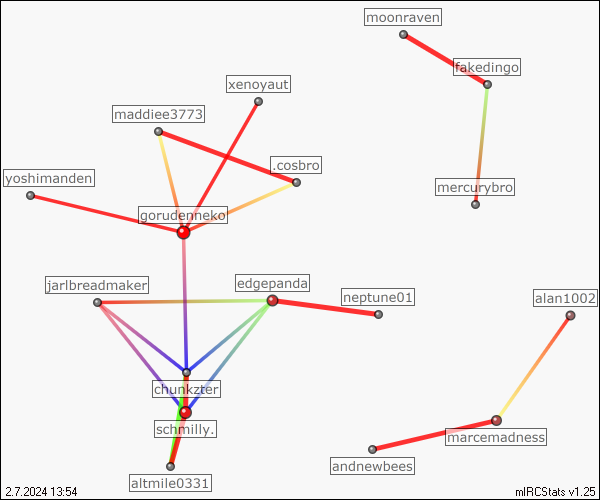 moonraven
fakedingo
xenoyaut
maddiee3773
.cosbro
yoshimanden
mercurybro
gorudenneko
jarlbreadmaker
edgepanda
neptune01
alan1002
chunkzter
schmilly.
marcemadness
andnewbees
altmile0331
2.7.2024 13:54
mIRCStats v1.25